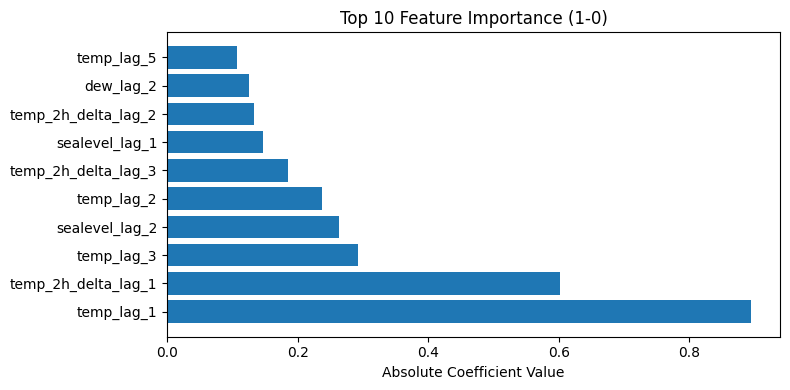 Top 10 Feature Importance (1-0)
temp_lag_5
dew_lag_2
temp_2h_delta_lag_2
sealevel_lag_1
temp_2h_delta_lag_3
temp_lag_2
sealevel_lag_2
temp_lag_3
temp_2h_delta_lag_1
temp_lag_1
0.0 0.2 0.4 0.6 0.8
Absolute Coefficient Value